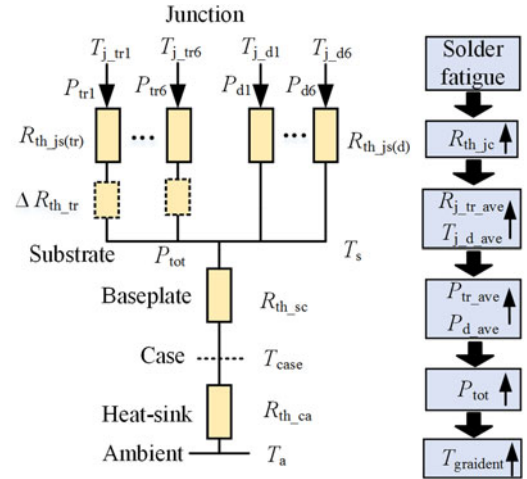 Junction
T_j_tr1 T_j_tr6 T_j_d1 T_j_d6
P_tr1 P_tr6 P_d1 P_d6
R_th_js(tr) ... ... R_th_js(d)
Δ R_th_tr
Substrate P_tot T_s
Baseplate R_th_sc
Case T_case
Heat-sink R_th_ca
Ambient T_a
Solder
fatigue
R_th_jc
R_j_tr_ave
T_j_d_ave
P_tr_ave
P_d_ave
P_tot
T_graident